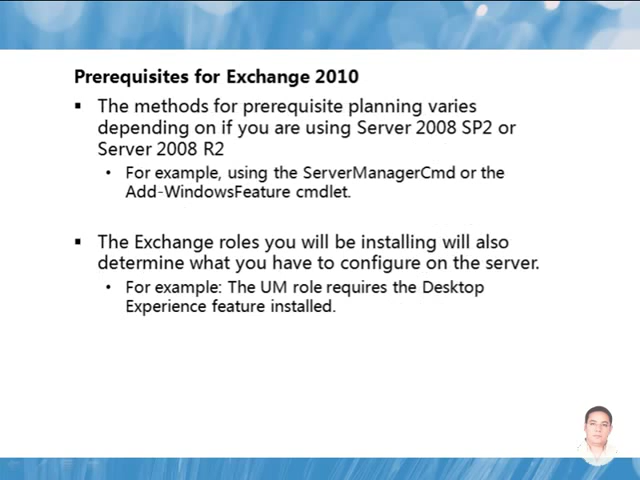 Prerequisites for Exchange 2010
▪ The methods for prerequisite planning varies
depending on if you are using Server 2008 SP2 or
Server 2008 R2
• For example, using the ServerManagerCmd or the
Add-WindowsFeature cmdlet.
▪ The Exchange roles you will be installing will also
determine what you have to configure on the server.
• For example: The UM role requires the Desktop
Experience feature installed.